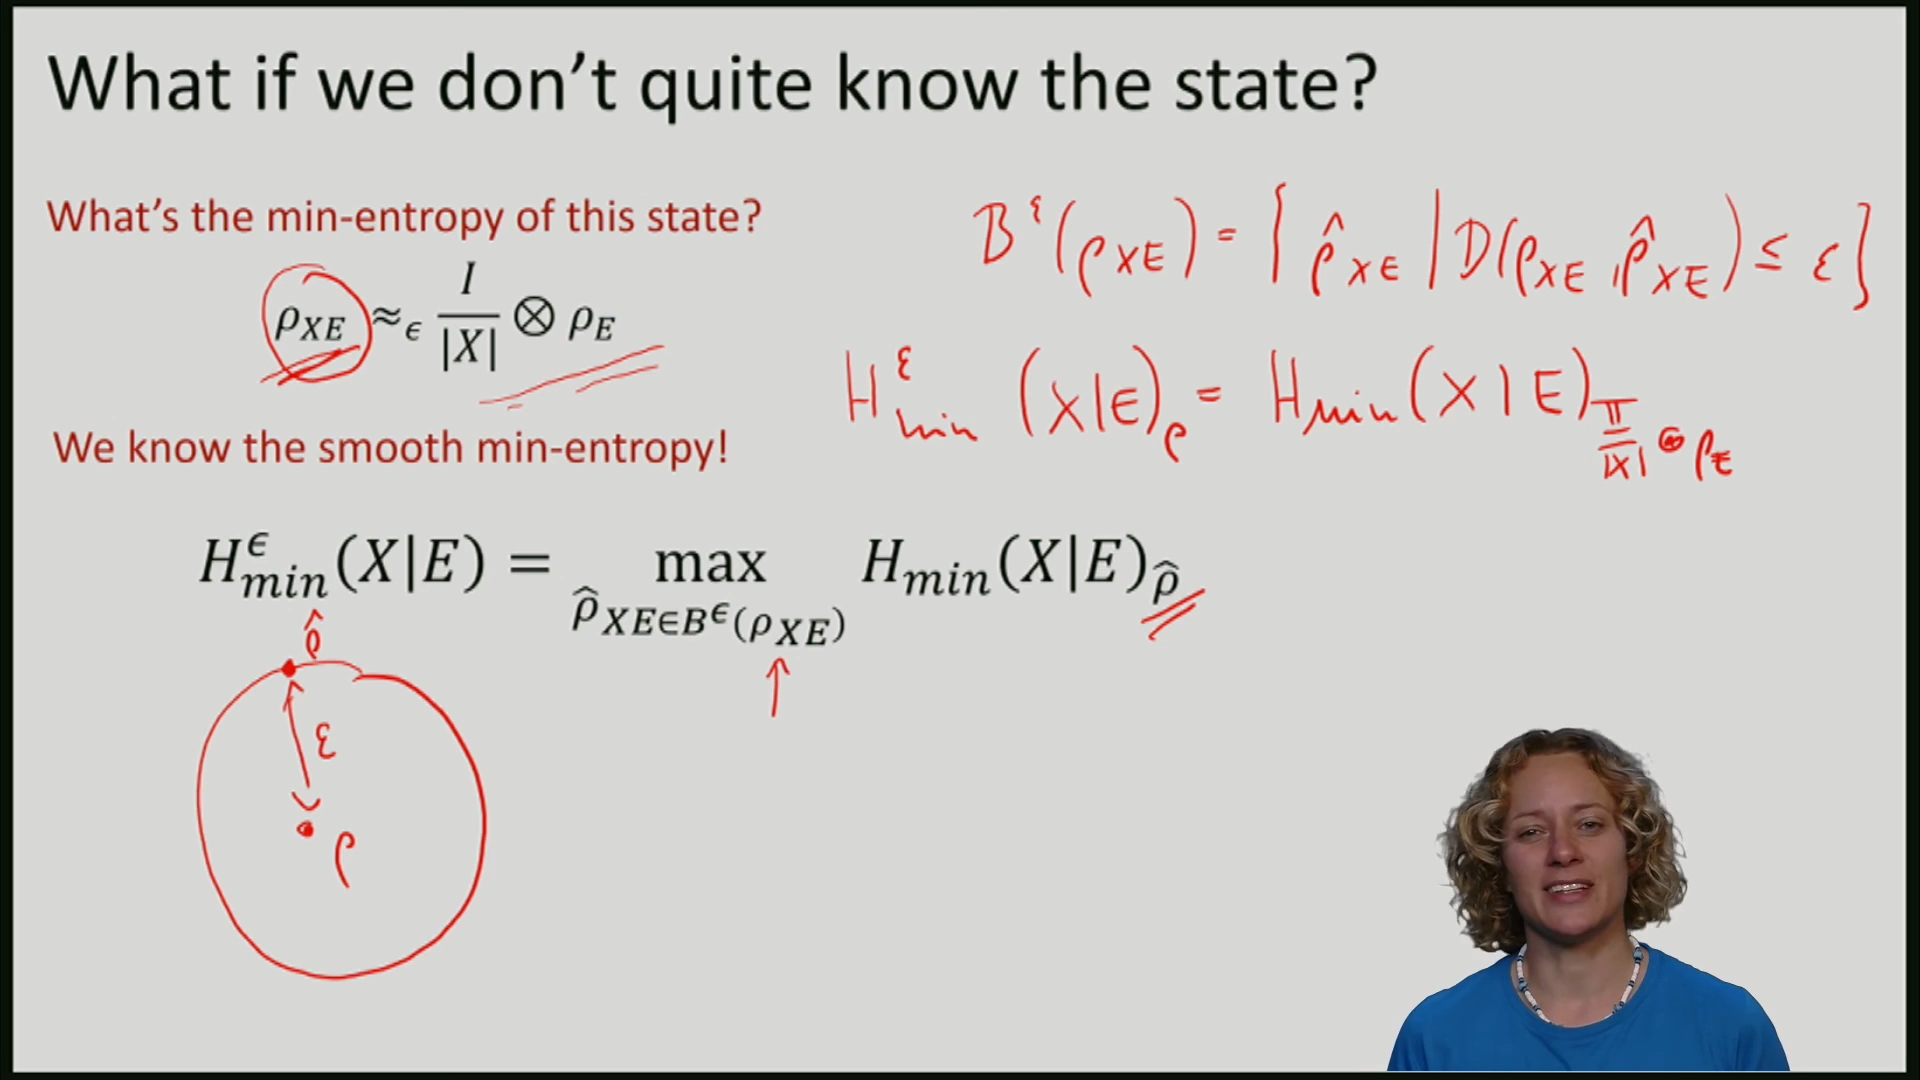 What if we don't quite know the state?
What's the min-entropy of this state?
ρ_XE ≈_ϵ I/|X| ⊗ ρ_E
B^ε(ρ_XE) = { ρ̂_XE | D(ρ_XE, ρ̂_XE) ≤ ε }
H^ε_min (X|E)_ρ = H_min(X|E)_{𝕀/|X| ⊗ ρ_E}
We know the smooth min-entropy!
H^ϵ_min(X|E) = max_{ρ̂_XE∈B^ϵ(ρ_XE)} H_min(X|E)_ρ̂
ρ̂
ε
ρ